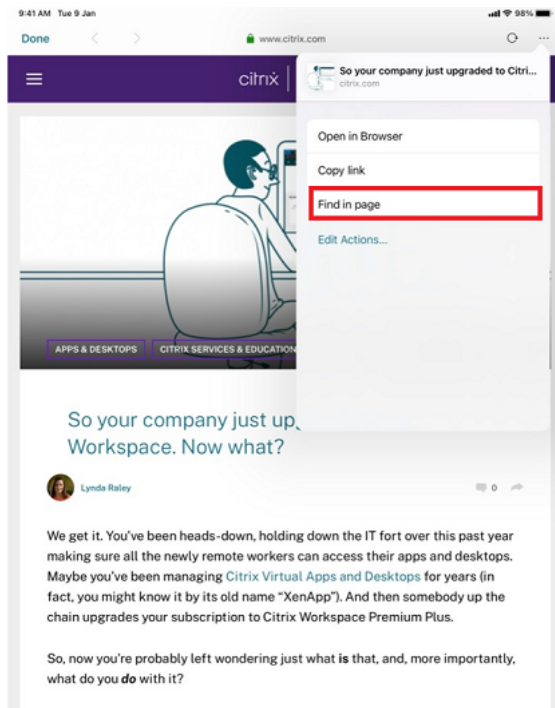 9:41 AM Tue 9 Jan
98%
Done
www.citrix.com
citrix
So your company just upgraded to Citri...
citrix.com
Open in Browser
Copy link
Find in page
Edit Actions...
APPS & DESKTOPS
CITRIX SERVICES & EDUCATION
So your company just up
Workspace. Now what?
Lynda Raley
0
We get it. You've been heads-down, holding down the IT fort over this past year
making sure all the newly remote workers can access their apps and desktops.
Maybe you've been managing Citrix Virtual Apps and Desktops for years (in
fact, you might know it by its old name "XenApp"). And then somebody up the
chain upgrades your subscription to Citrix Workspace Premium Plus.
So, now you're probably left wondering just what is that, and, more importantly,
what do you do with it?